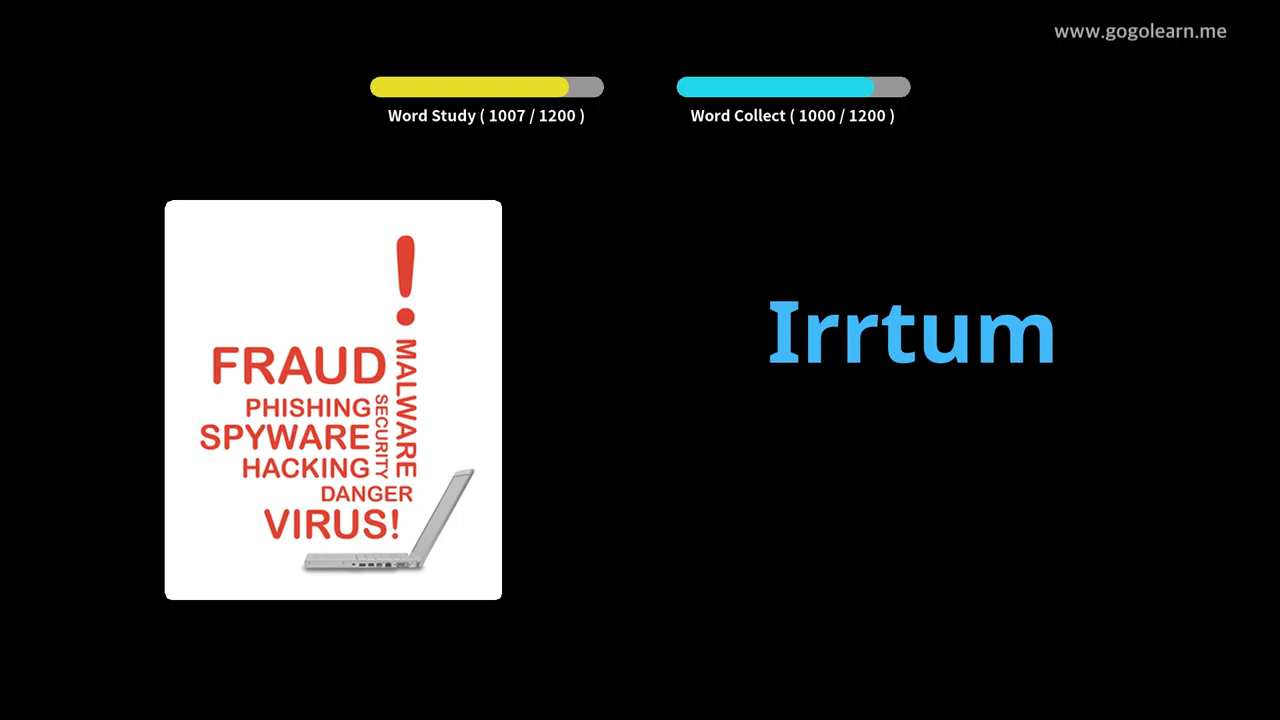 www.gogolearn.me
Word Study ( 1007 / 1200 )
Word Collect ( 1000 / 1200 )
!
FRAUD
MALWARE
PHISHING
SECURITY
SPYWARE
HACKING
DANGER
VIRUS!
Irrtum